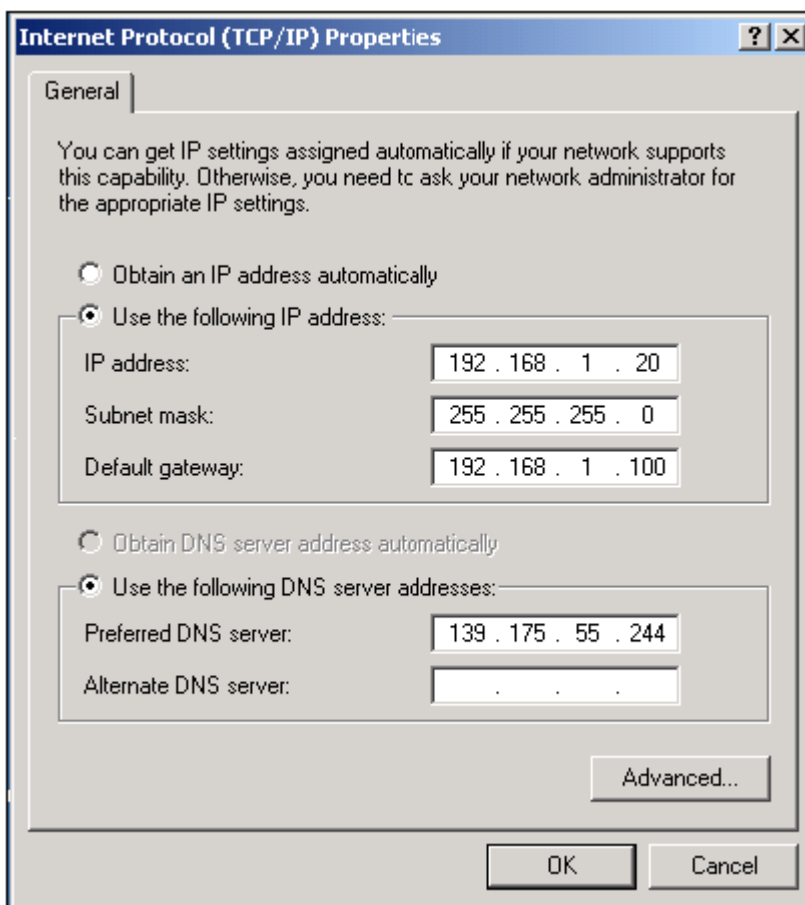 Internet Protocol (TCP/IP) Properties
General
You can get IP settings assigned automatically if your network supports
this capability. Otherwise, you need to ask your network administrator for
the appropriate IP settings.
Obtain an IP address automatically
Use the following IP address:
IP address: 192 . 168 . 1 . 20
Subnet mask: 255 . 255 . 255 . 0
Default gateway: 192 . 168 . 1 . 100
Obtain DNS server address automatically
Use the following DNS server addresses:
Preferred DNS server: 139 . 175 . 55 . 244
Alternate DNS server: . . .
Advanced...
OK Cancel